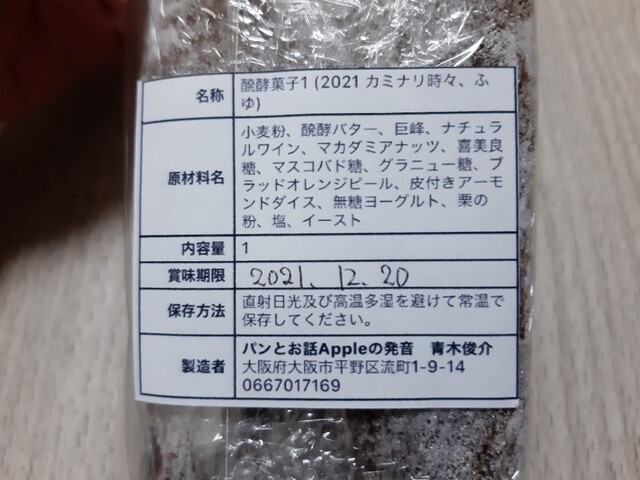 名称
醗酵菓子1 (2021 カミナリ時々、ふ
ゆ)
原材料名
小麦粉、醗酵バター、巨峰、ナチュラ
ルワイン、マカダミアナッツ、喜美良
糖、マスコバド糖、グラニュー糖、ブ
ラッドオレンジピール、皮付きアーモ
ンドダイス、無糖ヨーグルト、栗の
粉、塩、イースト
内容量
1
賞味期限
2021. 12. 20
保存方法
直射日光及び高温多湿を避けて常温で
保存してください。
製造者
パンとお話Appleの発音 青木俊介
大阪府大阪市平野区流町1-9-14
0667017169